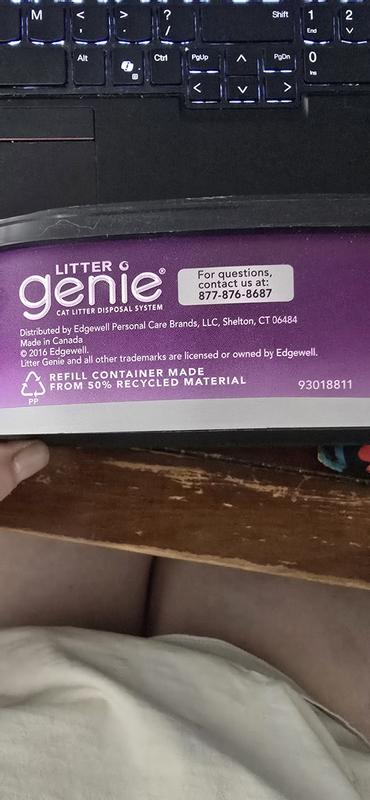 M < > ? Shift 1 2
, . / End
Alt Ctrl PgUp PgDn 0
Ins
LITTER
genie®
CAT LITTER DISPOSAL SYSTEM
For questions,
contact us at:
877-876-8687
Distributed by Edgewell Personal Care Brands, LLC, Shelton, CT 06484
Made in Canada
© 2016 Edgewell.
Litter Genie and all other trademarks are licensed or owned by Edgewell.
REFILL CONTAINER MADE
FROM 50% RECYCLED MATERIAL
PP
93018811